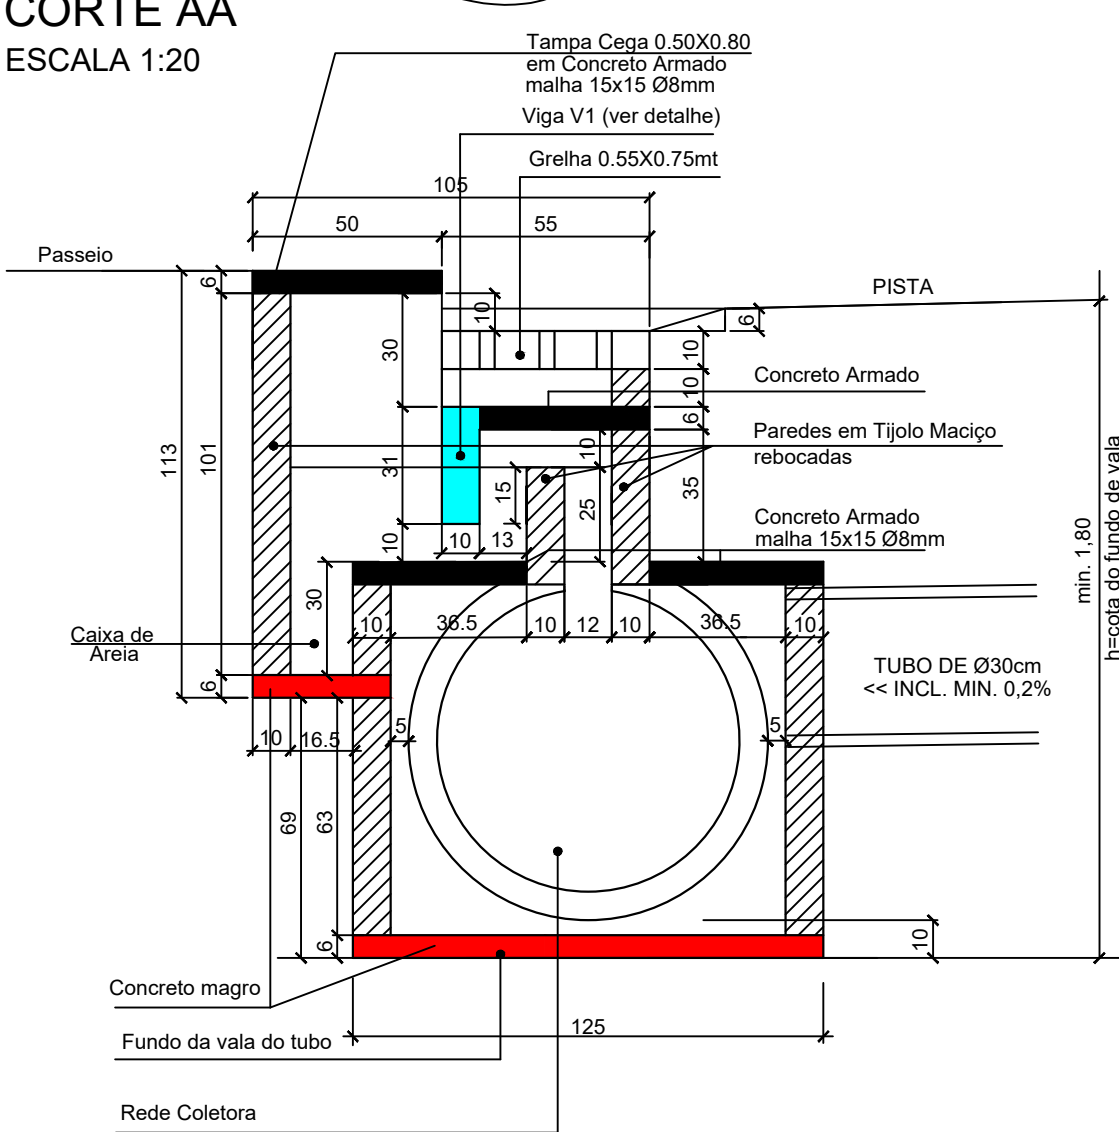 CORTE AA
ESCALA 1:20
Tampa Cega 0.50X0.80
em Concreto Armado
malha 15x15 Ø8mm
Viga V1 (ver detalhe)
Grelha 0.55X0.75mt
105
50
55
Passeio
6
10
PISTA
6
30
10
10
Concreto Armado
6
113
101
31
10
Paredes em Tijolo Maciço
rebocadas
15
25
35
Concreto Armado
malha 15x15 Ø8mm
10
10
13
min. 1,80
h=cota do fundo de vala
30
10
36.5
10
12
10
36.5
10
Caixa de
Areia
TUBO DE Ø30cm
<< INCL. MIN. 0,2%
6
10
16.5
5
5
69
63
6
10
Concreto magro
125
Fundo da vala do tubo
Rede Coletora